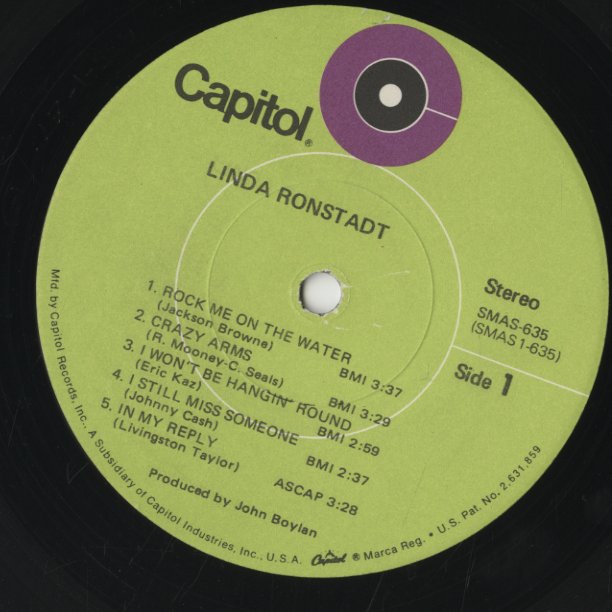 Capitol®
LINDA RONSTADT
Stereo
SMAS-635
(SMAS 1-635)
Side 1
1. ROCK ME ON THE WATER
(Jackson Browne) BMI 3:37
2. CRAZY ARMS
(R. Mooney-C. Seals) BMI 3:29
3. I WON'T BE HANGIN' ROUND
(Eric Kaz) BMI 2:59
4. I STILL MISS SOMEONE
(Johnny Cash) BMI 2:37
5. IN MY REPLY
(Livingston Taylor) ASCAP 3:28
Produced by John Boylan
Mfd. by Capitol Records, Inc., A Subsidiary of Capitol Industries, Inc., U.S.A. Capitol ® Marca Reg. • U.S. Pat. No. 2,631,859